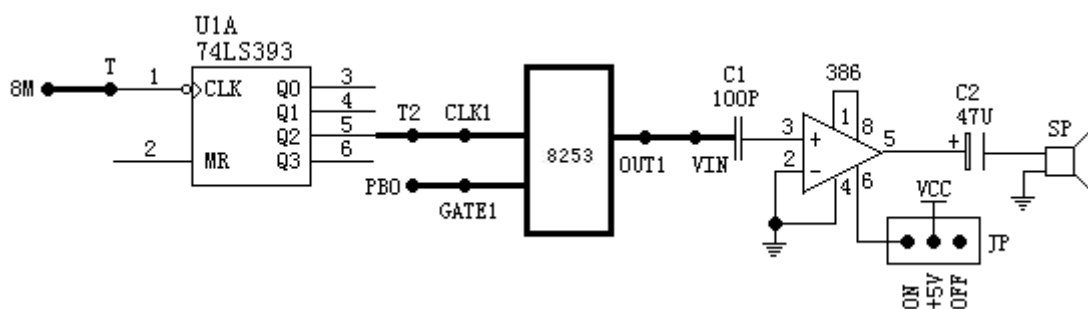 U1A
74LS393
8M
T
1
CLK
Q0
3
Q1
4
Q2
5
Q3
6
2
MR
T2
CLK1
PB0
GATE1
8253
OUT1
VIN
C1
100P
386
1
8
3
+
2
-
4
6
5
C2
47U
+
SP
VCC
JP
ON
+5V
OFF